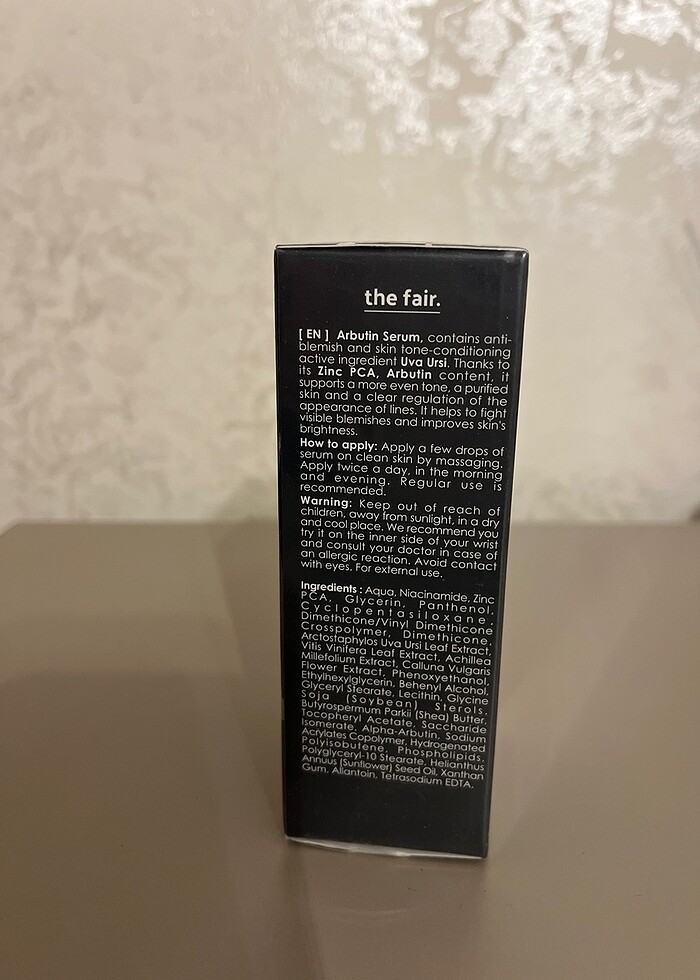 the fair.
[ EN ] Arbutin Serum, contains anti-
blemish and skin tone-conditioning
active ingredient Uva Ursi. Thanks to
its Zinc PCA, Arbutin content, it
supports a more even tone, a purified
skin and a clear regulation of the
appearance of lines. It helps to fight
visible blemishes and improves skin's
brightness.
How to apply: Apply a few drops of
serum on clean skin by massaging.
Apply twice a day, in the morning
and evening. Regular use is
recommended.
Warning: Keep out of reach of
children, away from sunlight, in a dry
and cool place. We recommend you
try it on the inner side of your wrist
and consult your doctor in case of
an allergic reaction. Avoid contact
with eyes. For external use.
Ingredients : Aqua, Niacinamide, Zinc
PCA, Glycerin, Panthenol,
Cyclopentasiloxane,
Dimethicone/Vinyl Dimethicone
Crosspolymer, Dimethicone,
Arctostaphylos Uva Ursi Leaf Extract,
Vitis Vinifera Leaf Extract, Achillea
Millefolium Extract, Calluna Vulgaris
Flower Extract, Phenoxyethanol,
Ethylhexylglycerin, Behenyl Alcohol,
Glyceryl Stearate, Lecithin, Glycine
Soja (Soybean) Sterols,
Butyrospermum Parkii (Shea) Butter,
Tocopheryl Acetate, Saccharide
Isomerate, Alpha-Arbutin, Sodium
Acrylates Copolymer, Hydrogenated
Polyisobutene, Phospholipids,
Polyglyceryl-10 Stearate, Helianthus
Annuus (Sunflower) Seed Oil, Xanthan
Gum, Allantoin, Tetrasodium EDTA.